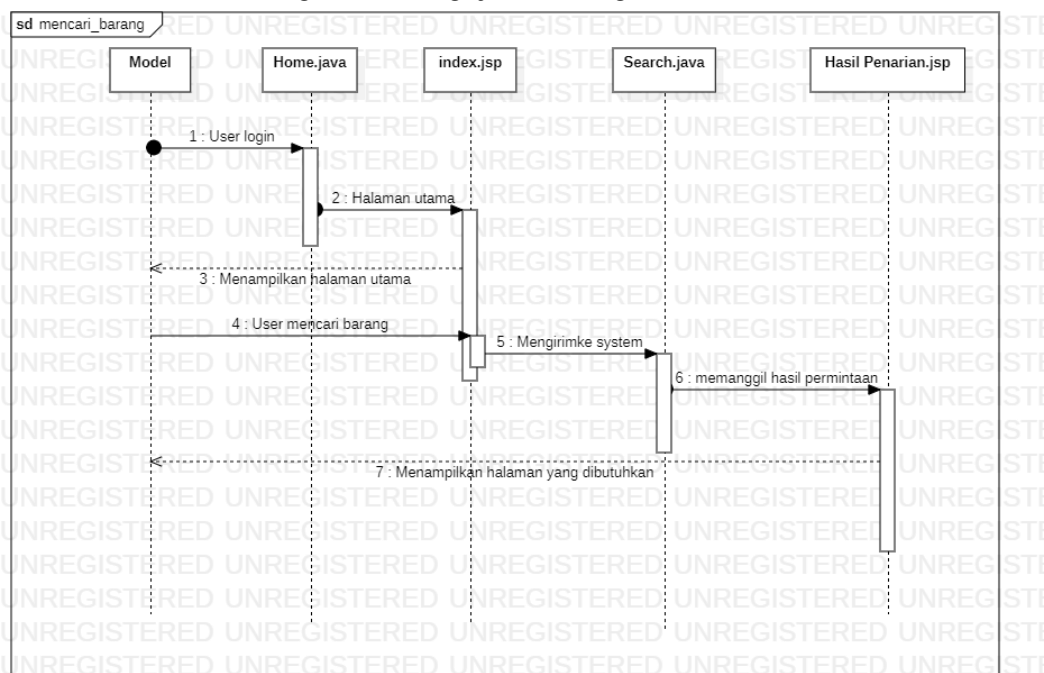 sd mencari_barang
Model
Home.java
index.jsp
Search.java
Hasil Penarian.jsp
1 : User login
2 : Halaman utama
3 : Menampilkan halaman utama
4 : User mencari barang
5 : Mengirimke system
6 : memanggil hasil permintaan
7 : Menampilkan halaman yang dibutuhkan
UNREGISTERED